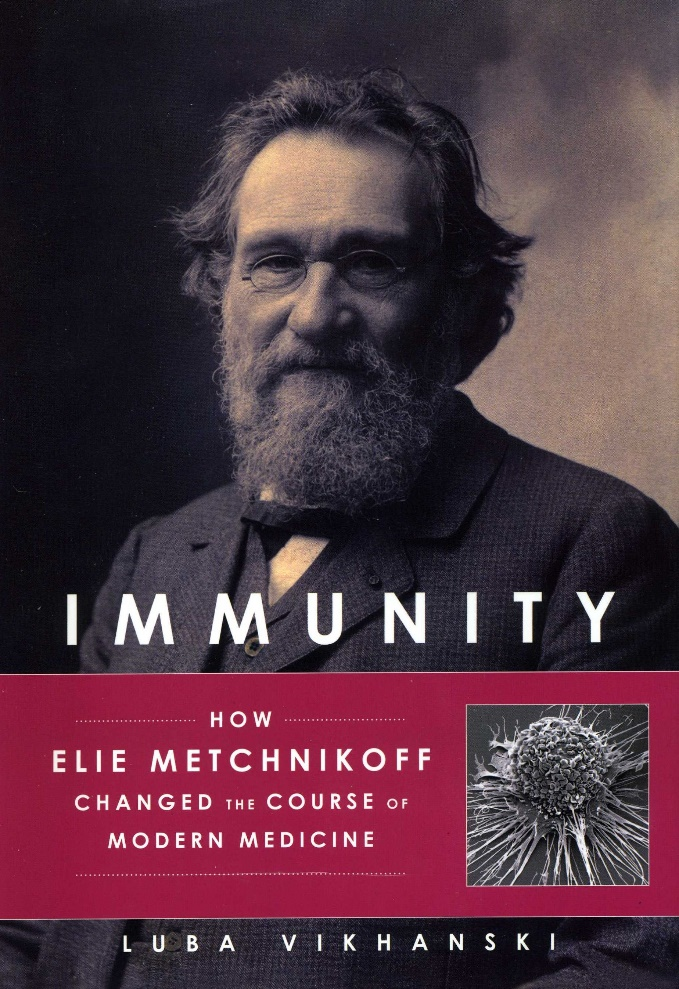 IMMUNITY
HOW
ELIE METCHNIKOFF
CHANGED THE COURSE OF
MODERN MEDICINE
LUBA VIKHANSKI